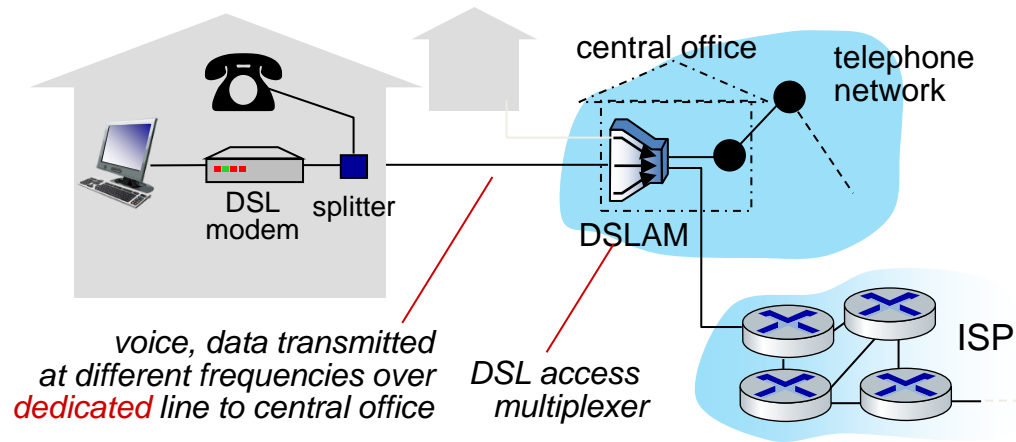 central office
telephone
network
DSL
modem
splitter
DSLAM
voice, data transmitted
at different frequencies over
dedicated line to central office
DSL access
multiplexer
ISP